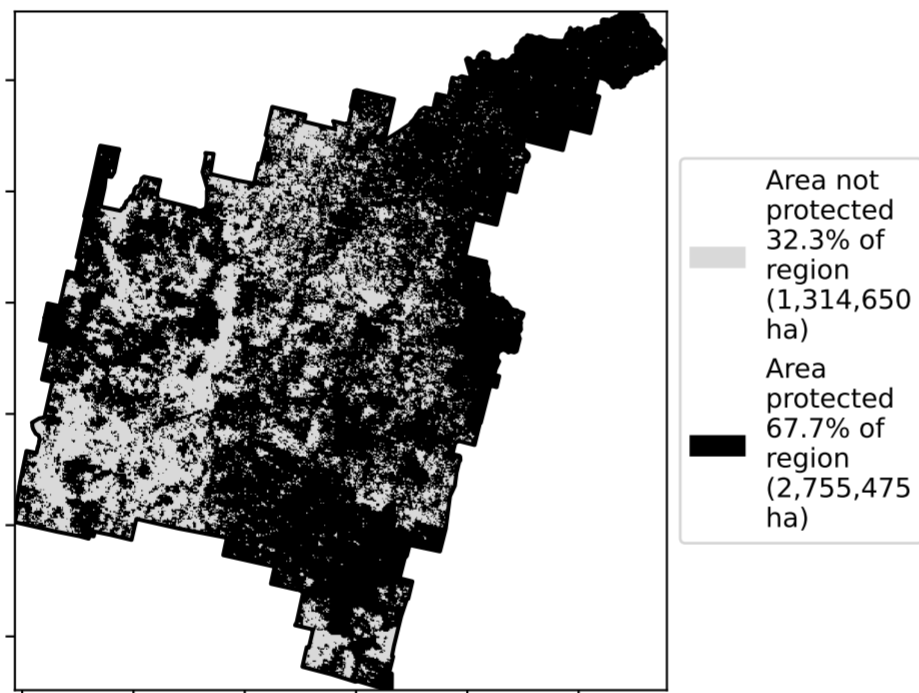 Area not
protected
32.3% of
region
(1,314,650
ha)
Area
protected
67.7% of
region
(2,755,475
ha)